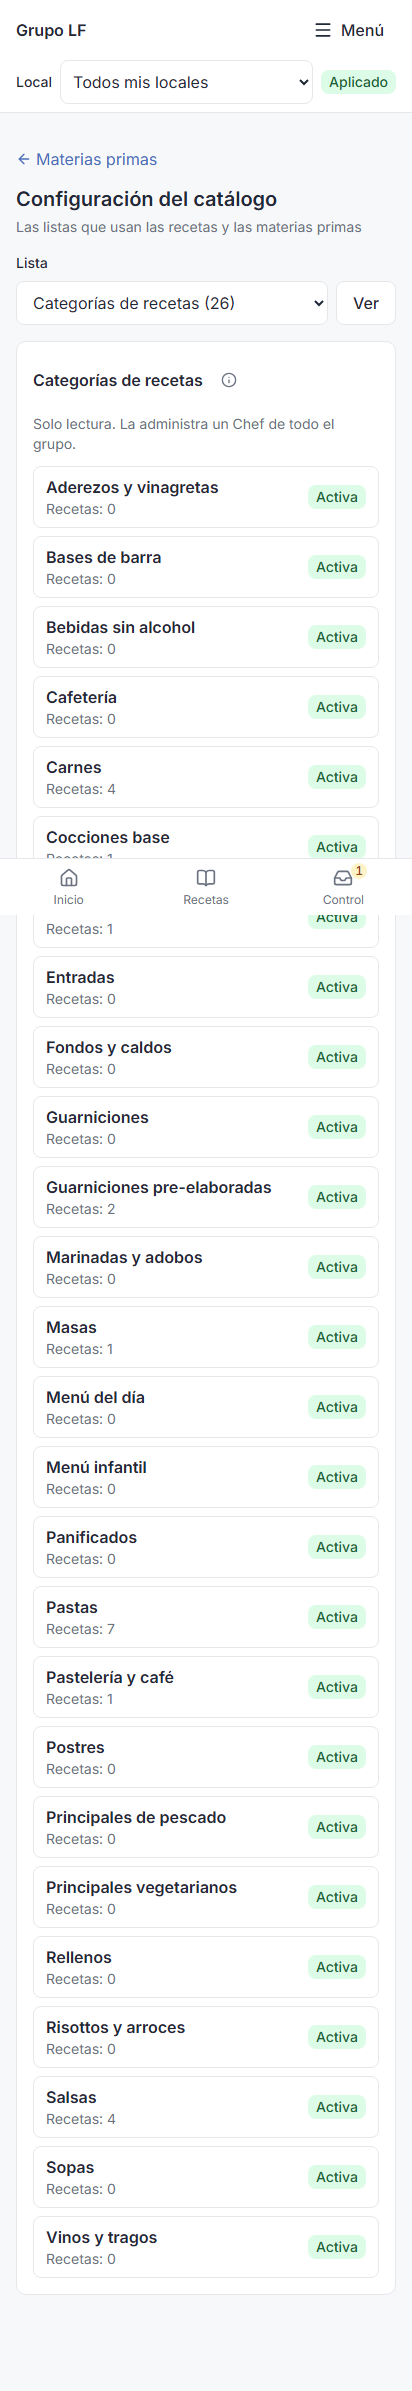 Grupo LF
Menú
Local
Todos mis locales
Aplicado
Materias primas
Configuración del catálogo
Las listas que usan las recetas y las materias primas
Lista
Categorías de recetas (26)
Ver
Categorías de recetas
Solo lectura. La administra un Chef de todo el
grupo.
Aderezos y vinagretas
Recetas: 0
Activa
Bases de barra
Recetas: 0
Activa
Bebidas sin alcohol
Recetas: 0
Activa
Cafetería
Recetas: 0
Activa
Carnes
Recetas: 4
Activa
Cocciones base
Activa
Inicio
Recetas
Control
1
Recetas: 1
Activa
Entradas
Recetas: 0
Activa
Fondos y caldos
Recetas: 0
Activa
Guarniciones
Recetas: 0
Activa
Guarniciones pre-elaboradas
Recetas: 2
Activa
Marinadas y adobos
Recetas: 0
Activa
Masas
Recetas: 1
Activa
Menú del día
Recetas: 0
Activa
Menú infantil
Recetas: 0
Activa
Panificados
Recetas: 0
Activa
Pastas
Recetas: 7
Activa
Pastelería y café
Recetas: 1
Activa
Postres
Recetas: 0
Activa
Principales de pescado
Recetas: 0
Activa
Principales vegetarianos
Recetas: 0
Activa
Rellenos
Recetas: 0
Activa
Risottos y arroces
Recetas: 0
Activa
Salsas
Recetas: 4
Activa
Sopas
Recetas: 0
Activa
Vinos y tragos
Recetas: 0
Activa